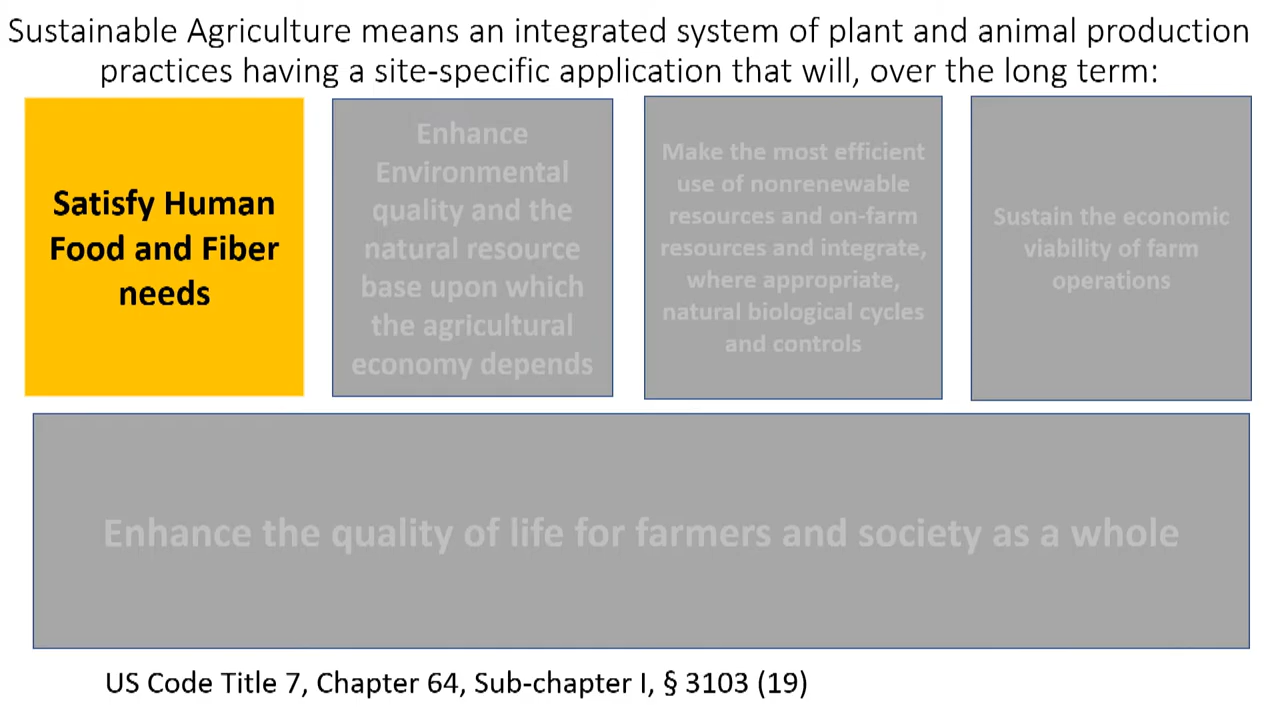 Sustainable Agriculture means an integrated system of plant and animal production
practices having a site-specific application that will, over the long term:
Satisfy Human
Food and Fiber
needs
Enhance
Environmental
quality and the
natural resource
base upon which
the agricultural
economy depends
Make the most efficient
use of nonrenewable
resources and on-farm
resources and integrate,
where appropriate,
natural biological cycles
and controls
Sustain the economic
viability of farm
operations
Enhance the quality of life for farmers and society as a whole
US Code Title 7, Chapter 64, Sub-chapter I, § 3103 (19)